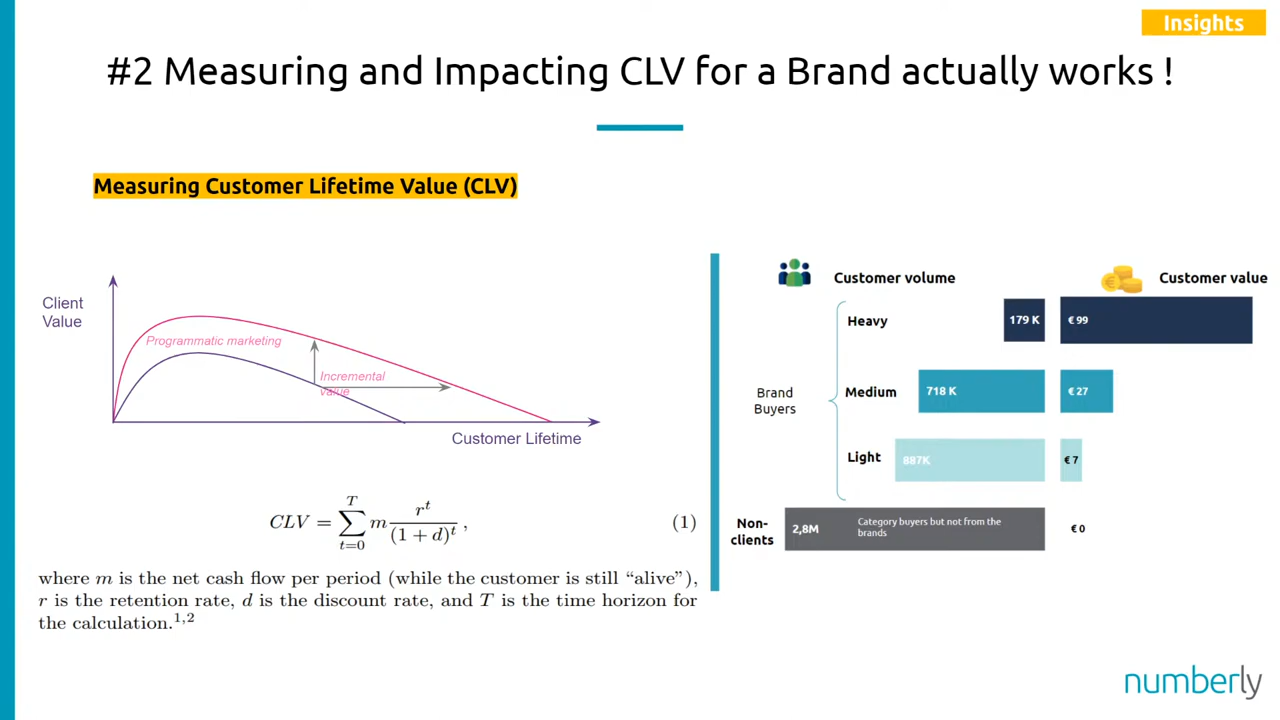 Insights
#2 Measuring and Impacting CLV for a Brand actually works !
Measuring Customer Lifetime Value (CLV)
Client
Value
Programmatic marketing
Incremental
value
Customer Lifetime
CLV = \sum_{t=0}^{T} m \frac{r^t}{(1 + d)^t} , (1)
where m is the net cash flow per period (while the customer is still “alive”),
r is the retention rate, d is the discount rate, and T is the time horizon for
the calculation.^{1,2}
Customer volume
Customer value
Brand
Buyers
Heavy
179 K
€ 99
Medium
718 K
€ 27
Light
887K
€ 7
Non-
clients
2,8M
Category buyers but not from the
brands
€ 0
numberly